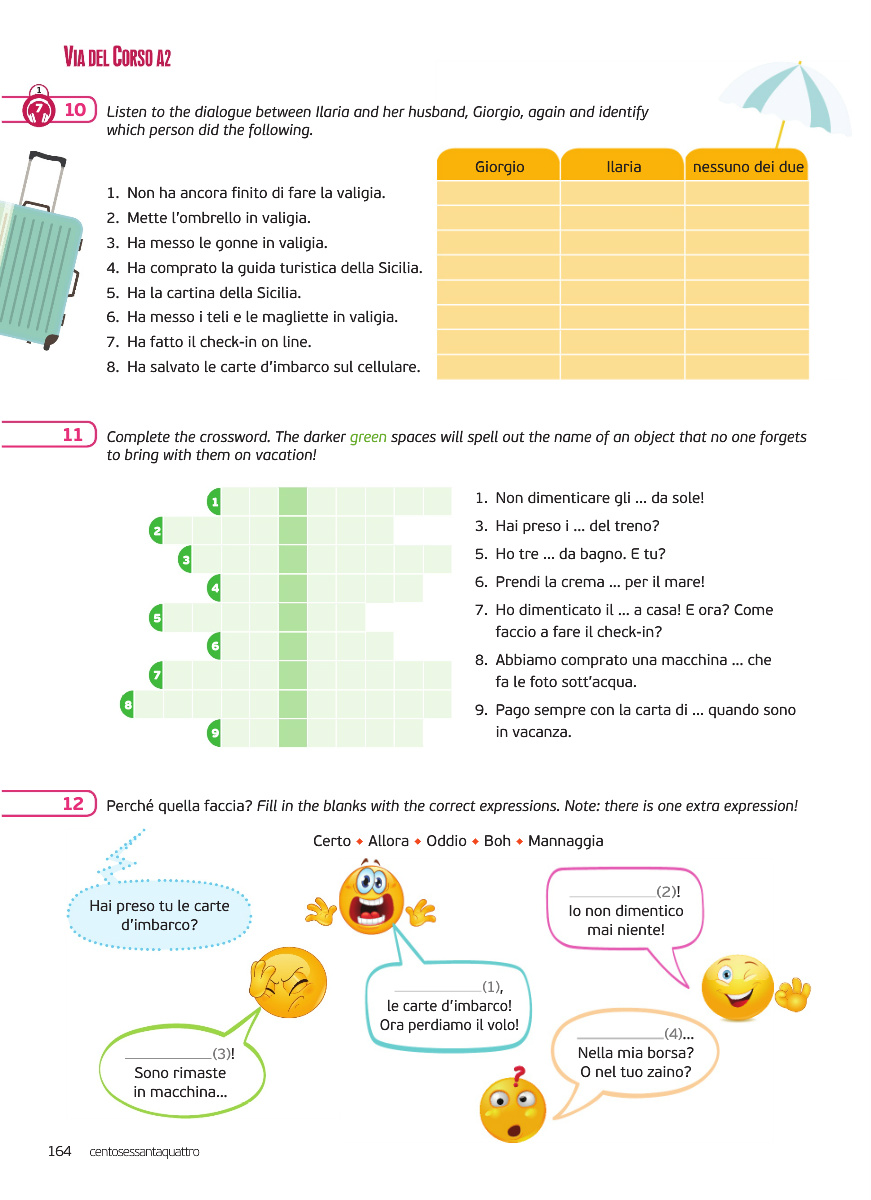 VIA DEL CORSO A2
1
7
10
Listen to the dialogue between Ilaria and her husband, Giorgio, again and identify
which person did the following.
Giorgio Ilaria nessuno dei due
1. Non ha ancora finito di fare la valigia.
2. Mette l'ombrello in valigia.
3. Ha messo le gonne in valigia.
4. Ha comprato la guida turistica della Sicilia.
5. Ha la cartina della Sicilia.
6. Ha messo i teli e le magliette in valigia.
7. Ha fatto il check-in on line.
8. Ha salvato le carte d'imbarco sul cellulare.
11
Complete the crossword. The darker green spaces will spell out the name of an object that no one forgets
to bring with them on vacation!
1
2
3
4
5
6
7
8
9
1. Non dimenticare gli ... da sole!
3. Hai preso i ... del treno?
5. Ho tre ... da bagno. E tu?
6. Prendi la crema ... per il mare!
7. Ho dimenticato il ... a casa! E ora? Come
faccio a fare il check-in?
8. Abbiamo comprato una macchina ... che
fa le foto sott'acqua.
9. Pago sempre con la carta di ... quando sono
in vacanza.
12
Perché quella faccia? Fill in the blanks with the correct expressions. Note: there is one extra expression!
Certo ◆ Allora ◆ Oddio ◆ Boh ◆ Mannaggia
Hai preso tu le carte
d'imbarco?
____________(1),
le carte d'imbarco!
Ora perdiamo il volo!
____________(2)!
Io non dimentico
mai niente!
____________(3)!
Sono rimaste
in macchina...
____________(4)...
Nella mia borsa?
O nel tuo zaino?
?
164 centosessantaquattro